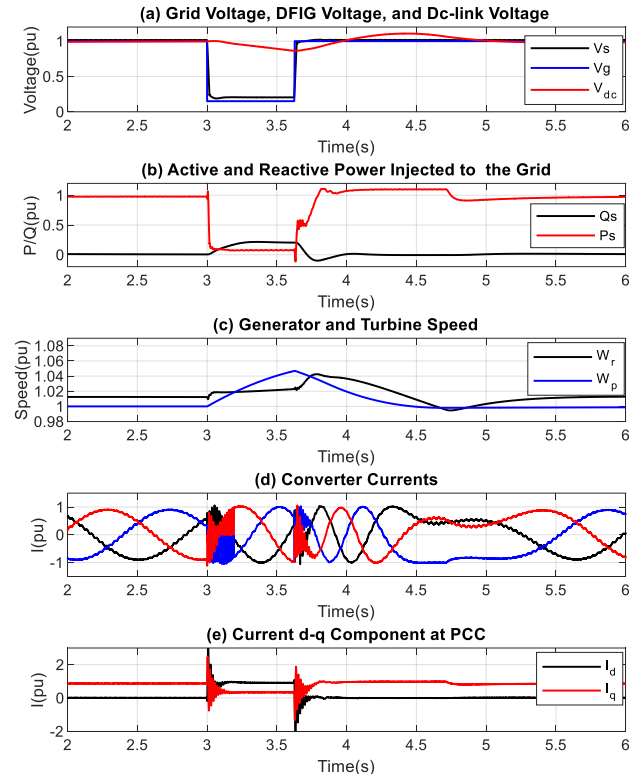 (a) Grid Voltage, DFIG Voltage, and Dc-link Voltage
Voltage(pu)
1
0.5
0
Vs
Vg
V_dc
2 2.5 3 3.5 4 4.5 5 5.5 6
Time(s)
(b) Active and Reactive Power Injected to the Grid
P/Q(pu)
1
0.5
0
Qs
Ps
2 2.5 3 3.5 4 4.5 5 5.5 6
Time(s)
(c) Generator and Turbine Speed
Speed(pu)
1.08
1.06
1.04
1.02
1
0.98
W_r
W_p
2 2.5 3 3.5 4 4.5 5 5.5 6
Time(s)
(d) Converter Currents
I(pu)
1
0
-1
2 2.5 3 3.5 4 4.5 5 5.5 6
Time(s)
(e) Current d-q Component at PCC
I(pu)
2
0
-2
I_d
I_q
2 2.5 3 3.5 4 4.5 5 5.5 6
Time(s)